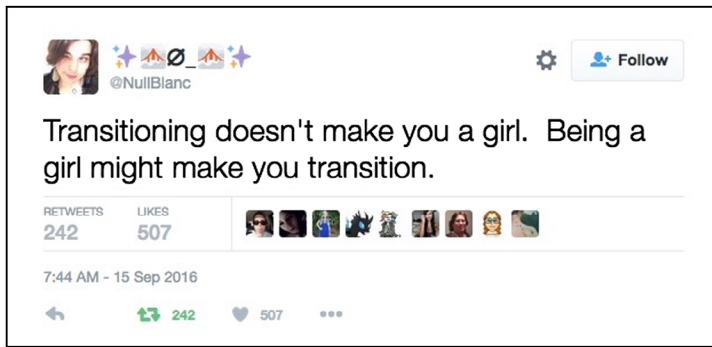 Ø_
@NullBlanc
Follow
Transitioning doesn't make you a girl.  Being a
girl might make you transition.
RETWEETS LIKES
242 507
7:44 AM - 15 Sep 2016
242 507